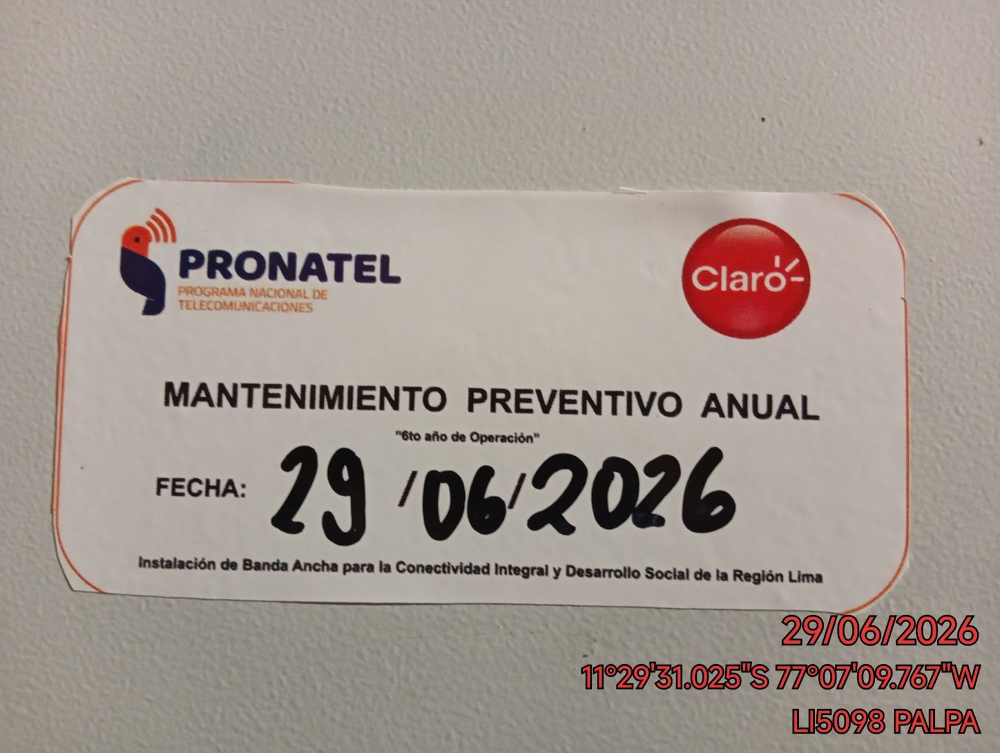 PRONATEL
PROGRAMA NACIONAL DE
TELECOMUNICACIONES
Claro
MANTENIMIENTO PREVENTIVO ANUAL
"6to año de Operación"
FECHA: 29/06/2026
Instalación de Banda Ancha para la Conectividad Integral y Desarrollo Social de la Región Lima
29/06/2026
11°29'31.025"S 77°07'09.767"W
LI5098 PALPA